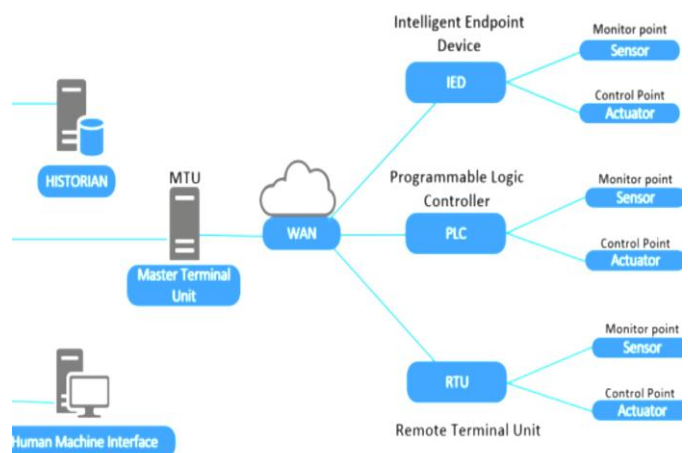 Intelligent Endpoint
Device
IED
Monitor point
Sensor
Control Point
Actuator
HISTORIAN
MTU
Master Terminal
Unit
WAN
Programmable Logic
Controller
PLC
Monitor point
Sensor
Control Point
Actuator
Human Machine Interface
RTU
Remote Terminal Unit
Monitor point
Sensor
Control Point
Actuator